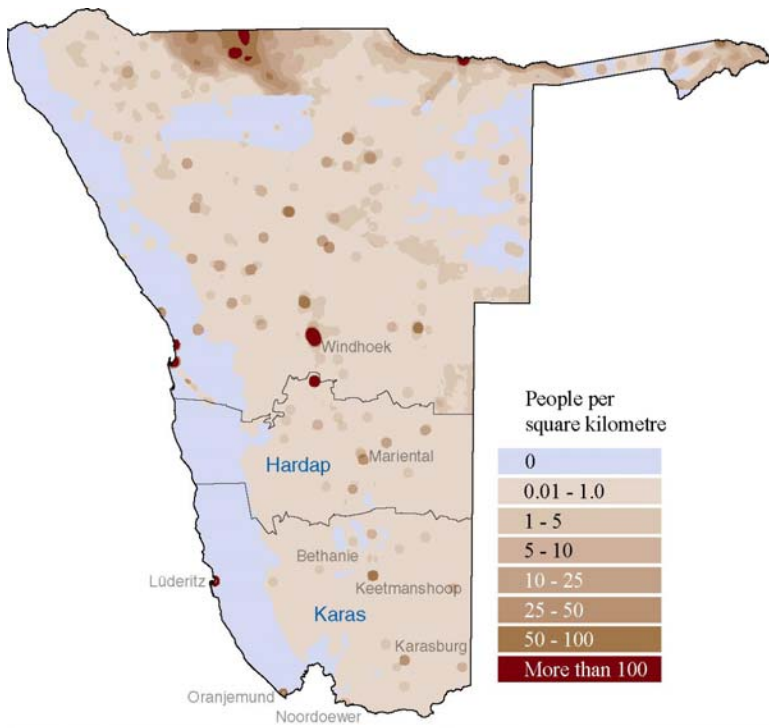 Windhoek
Hardap
Mariental
Bethanie
Lüderitz
Keetmanshoop
Karas
Karasburg
Oranjemund
Noordoewer
People per
square kilometre
0
0.01 - 1.0
1 - 5
5 - 10
10 - 25
25 - 50
50 - 100
More than 100